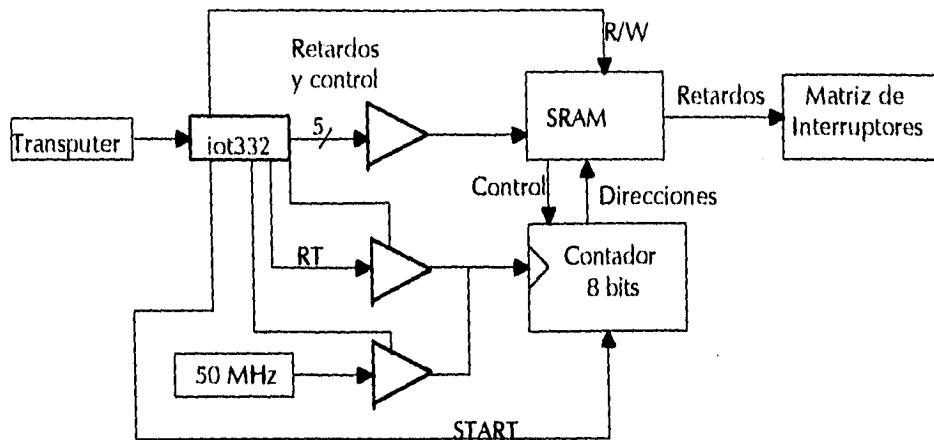 R/W
Retardos
y control
Retardos
Matriz de
Interruptores
SRAM
5
Transputer
iot332
Control
Direcciones
RT
Contador
8 bits
50 MHz
START